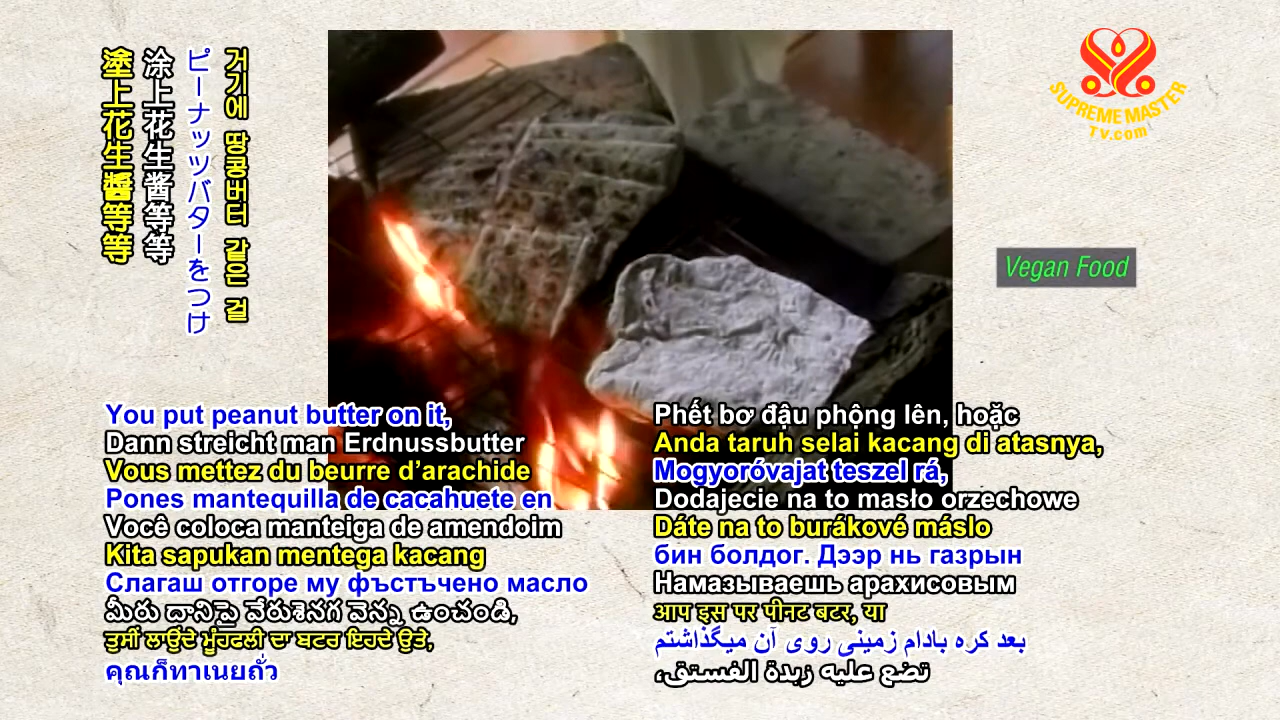 塗上花生醬等等
涂上花生酱等等
ピーナッツバターをつけ
거기에 땅콩버터 같은 걸
SUPREME MASTER
TV.com
Vegan Food
You put peanut butter on it,
Dann streicht man Erdnussbutter
Vous mettez du beurre d’arachide
Pones mantequilla de cacahuete en
Você coloca manteiga de amendoim
Kita sapukan mentega kacang
Слагаш отгоре му фъстъчено масло
మీరు దానిపై వేరుశెనగ వెన్న ఉంచండి,
ਤੁਸੀਂ ਲਾਉਂਦੇ ਮੂੰਹਫਲੀ ਦਾ ਬਟਰ ਇਹਦੇ ਉਤੇ,
คุณก็ทาเนยถั่ว
Phết bơ đậu phộng lên, hoặc
Anda taruh selai kacang di atasnya,
Mogyoróvajat teszel rá,
Dodajecie na to masło orzechowe
Dáte na to burákové máslo
бин болдог. Дээр нь газрын
Намазываешь арахисовым
आप इस पर पीनट बटर, या
بعد کره بادام زمینی روی آن میگذاشتم
تضع عليه زبدة الفستق،